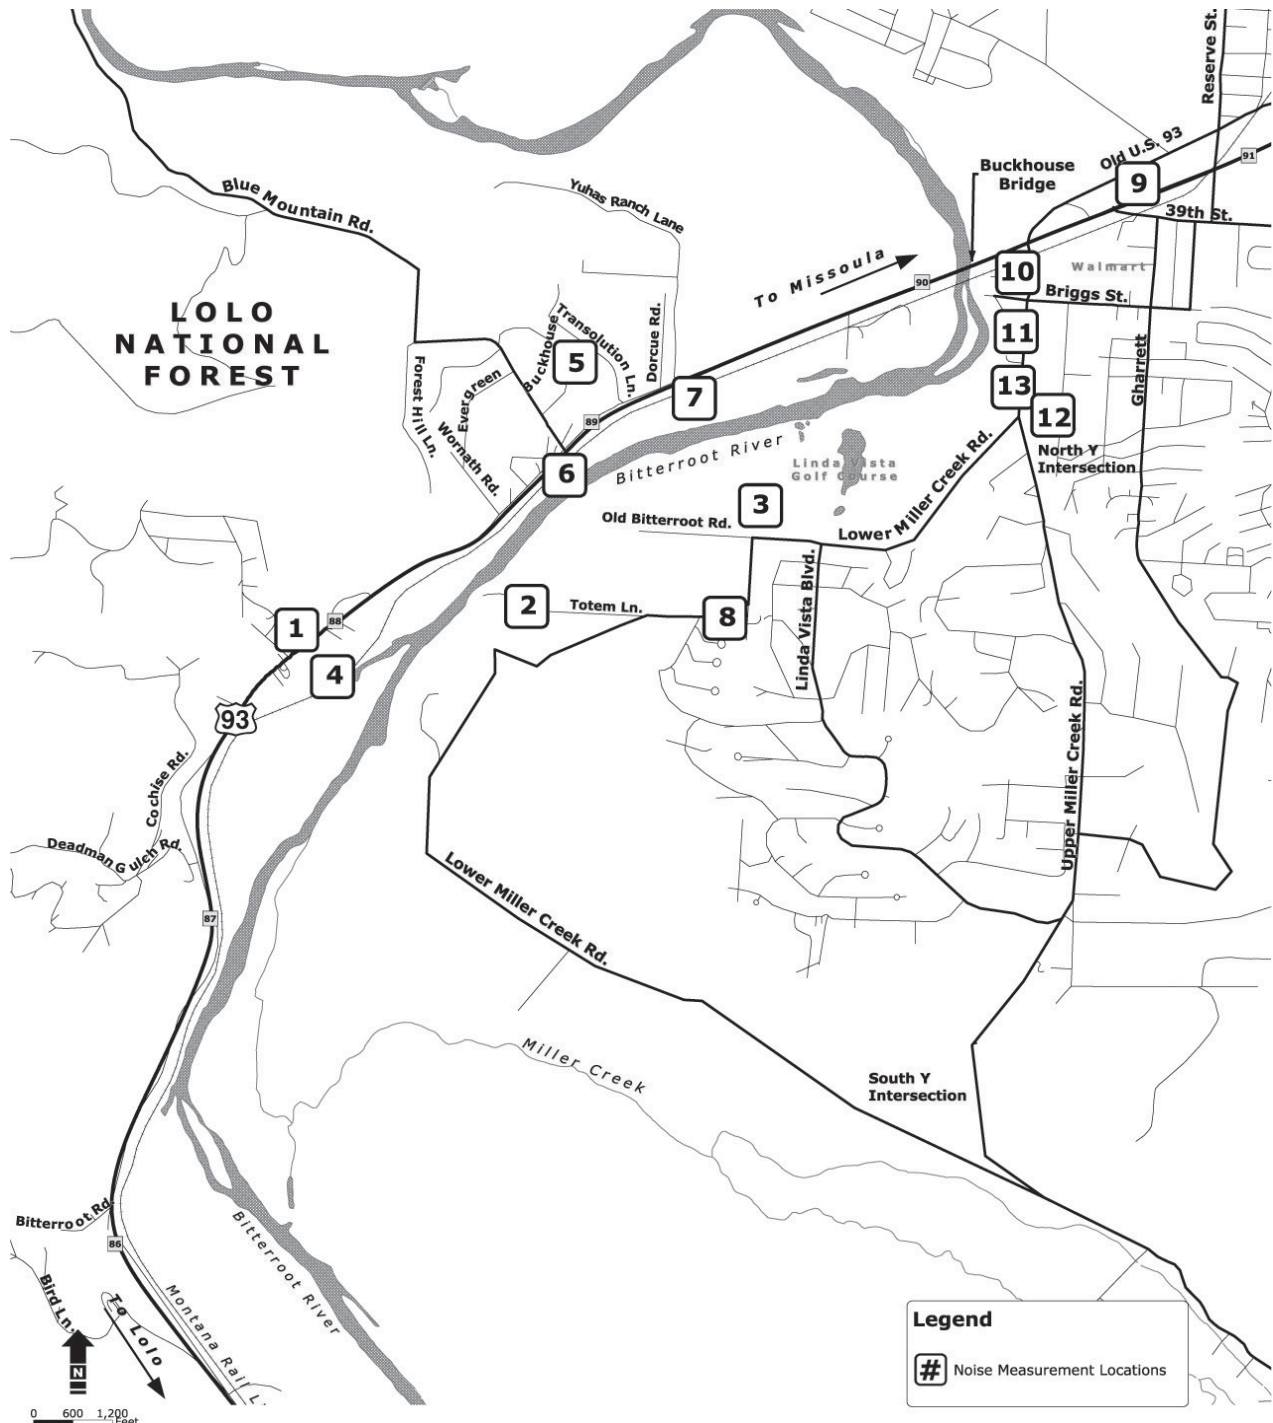 Reserve St.
Old U.S. 93
91
Buckhouse
Bridge
9
39th St.
Yuhas Ranch Lane
Blue Mountain Rd.
To Missoula
90
10
Walmart
Briggs St.
LOLO
NATIONAL
FOREST
Buckhouse
Transolution Ln.
Dorcue Rd.
5
11
Gharrett
Forest Hill Ln.
Evergreen
Wornath Rd.
89
7
13
12
North Y
Intersection
6
Bitterroot River
Linda Vista
Golf Course
Lower Miller Creek Rd.
3
Old Bitterroot Rd.
Linda Vista Blvd.
2
Totem Ln.
8
1
88
4
93
Upper Miller Creek Rd.
Cochise Rd.
Deadman Gulch Rd.
Lower Miller Creek Rd.
87
Miller Creek
South Y
Intersection
Bitterroot Rd.
86
Bitterroot River
Bird Ln.
To Lolo
Montana Rail L
N
0 600 1,200
Feet
Legend
# Noise Measurement Locations